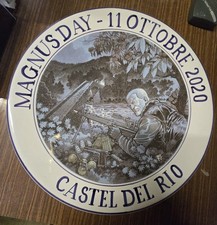 MAGNUS DAY - 11 OTTOBRE 2020
CASTEL DEL RIO